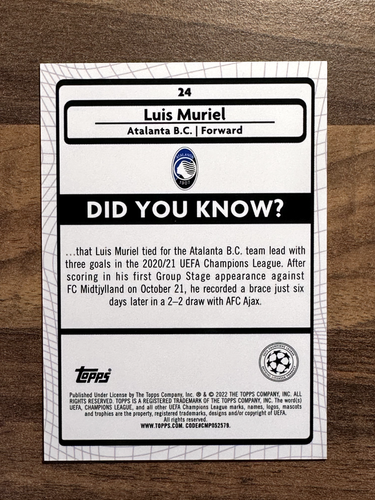 24
Luis Muriel
Atalanta B.C. | Forward
DID YOU KNOW?
...that Luis Muriel tied for the Atalanta B.C. team lead with
three goals in the 2020/21 UEFA Champions League. After
scoring in his first Group Stage appearance against
FC Midtjylland on October 21, he recorded a brace just six
days later in a 2–2 draw with AFC Ajax.
Topps
Published Under License by The Topps Company, Inc. ® & © 2022 THE TOPPS COMPANY, INC. ALL
RIGHTS RESERVED. TOPPS IS A REGISTERED TRADEMARK OF THE TOPPS COMPANY, INC. The word(s)
UEFA, CHAMPIONS LEAGUE, and all other UEFA Champions League marks, names, logos, mascots
and trophies are the property, registered trademarks, designs and/or copyright of UEFA.
All rights reserved.
WWW.TOPPS.COM. CODE#CMP052579.